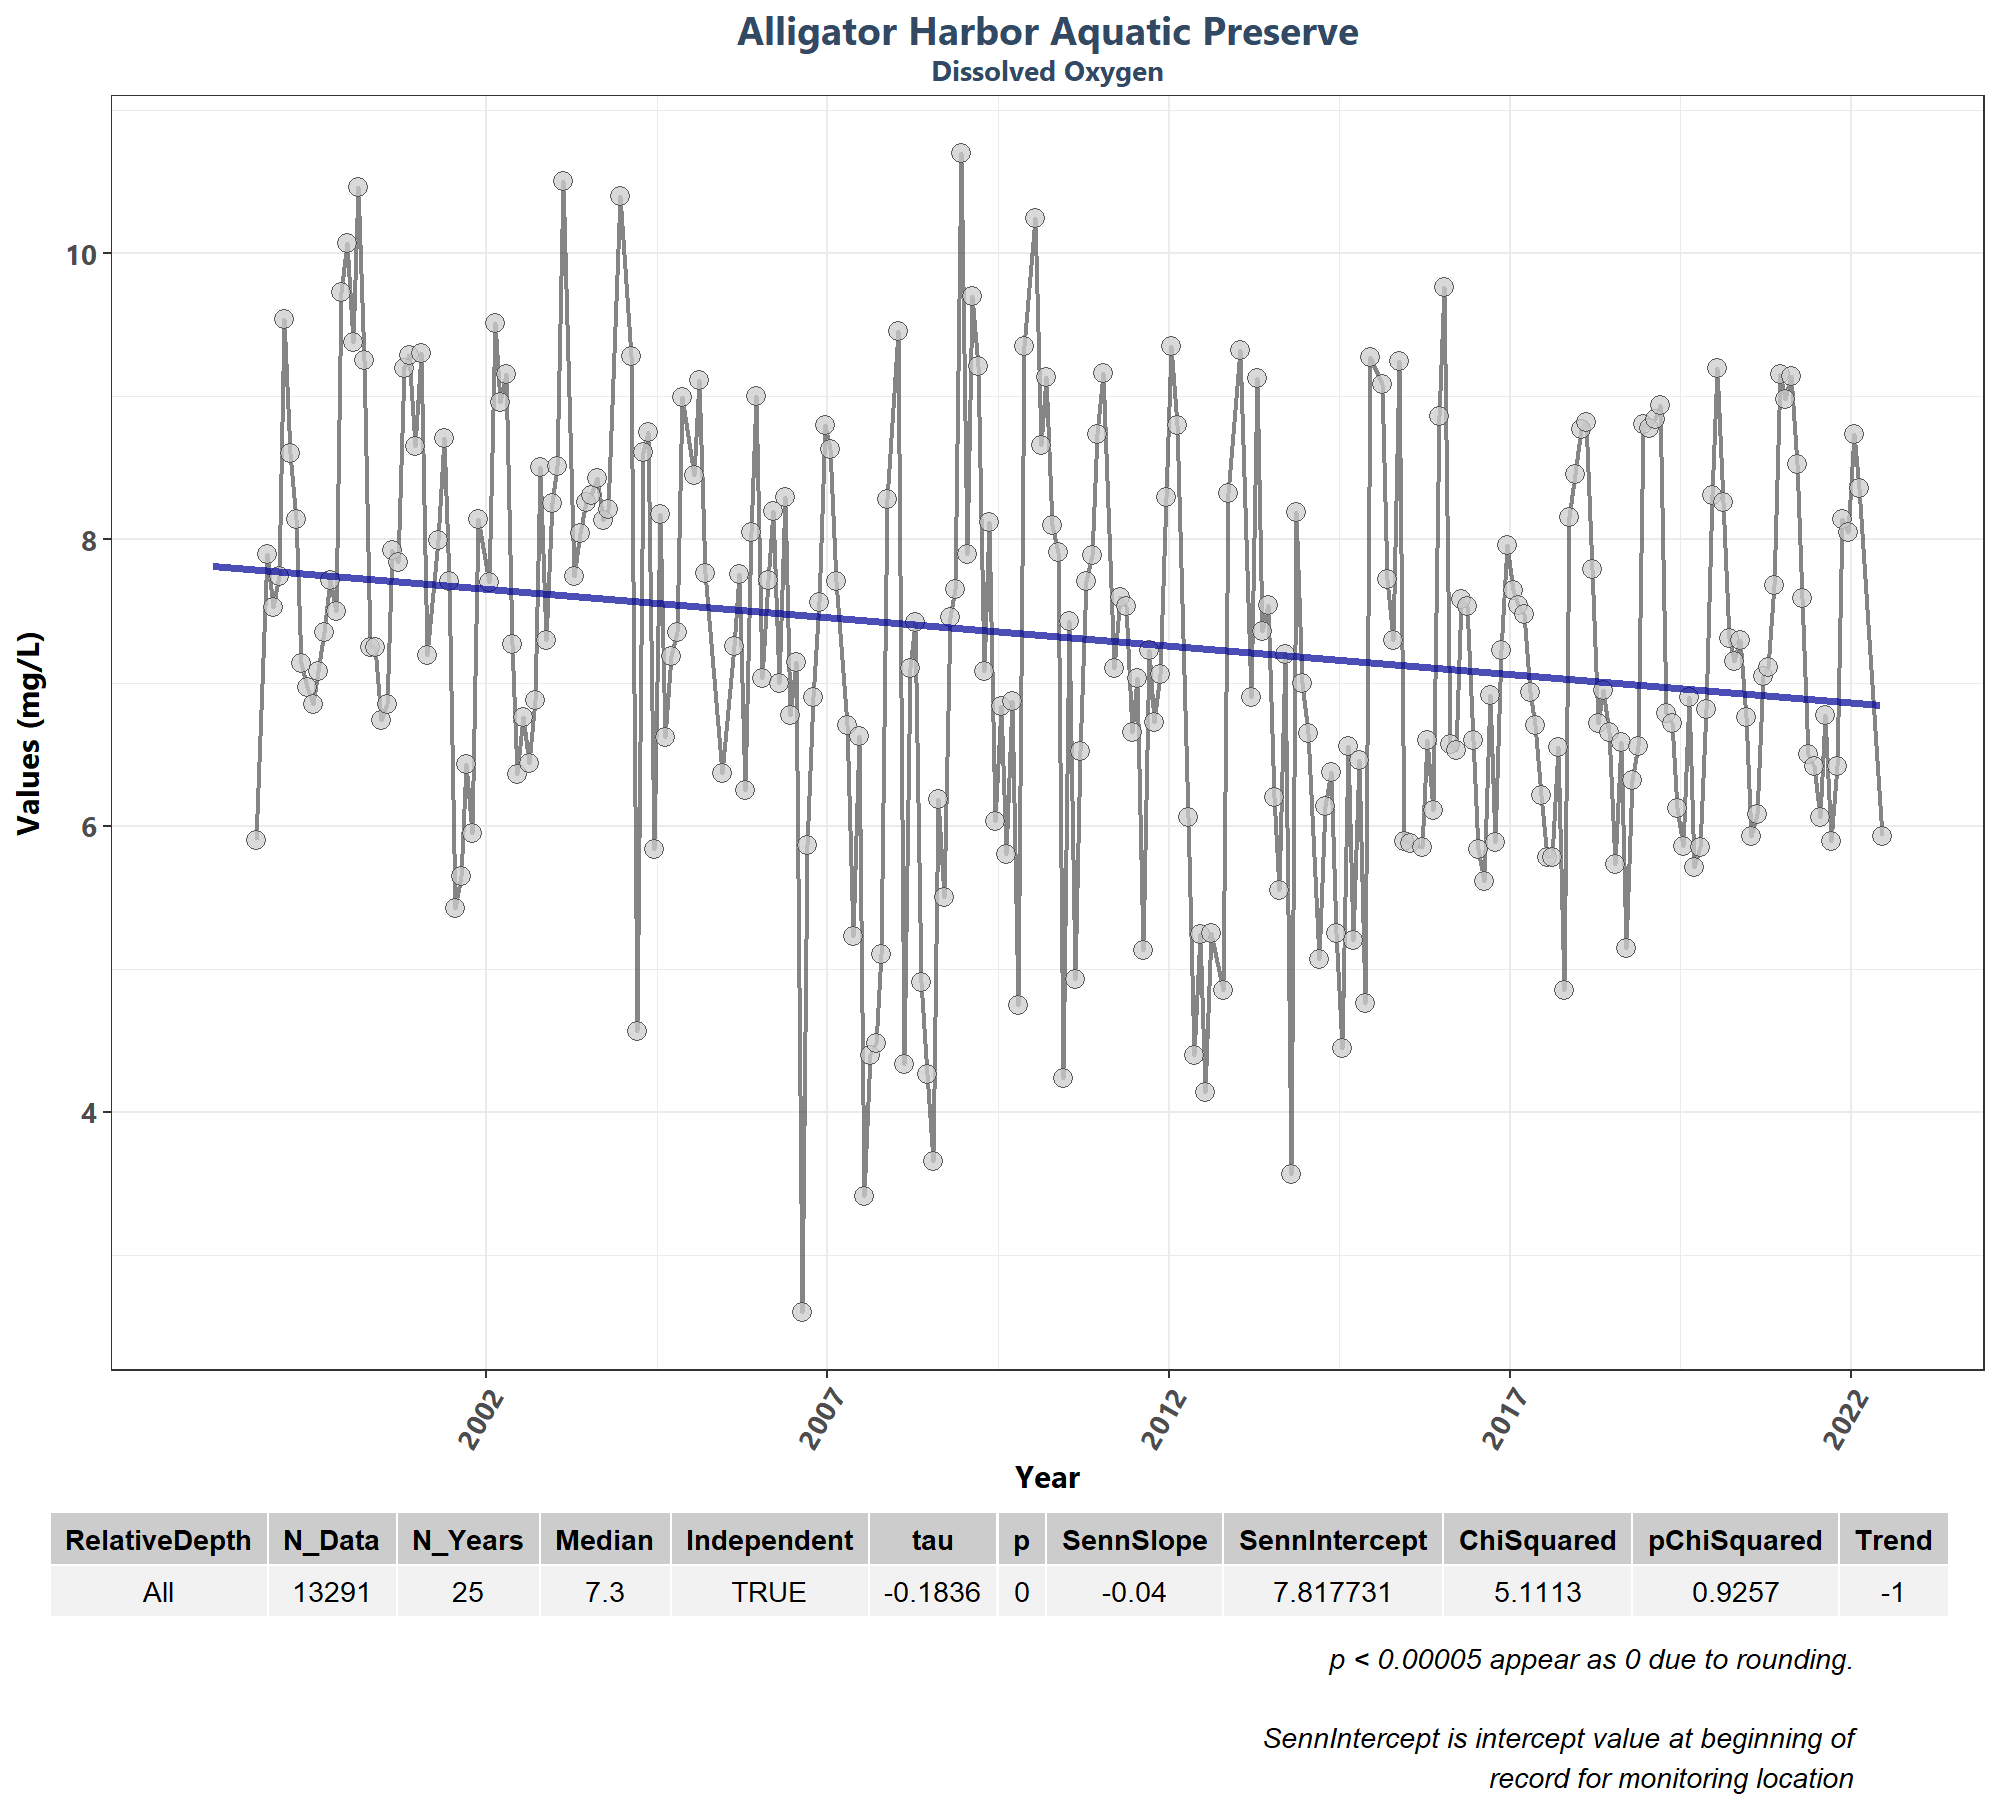 Alligator Harbor Aquatic Preserve
Dissolved Oxygen
Values (mg/L)
10
8
6
4
2002 2007 2012 2017 2022
Year
RelativeDepth N_Data N_Years Median Independent tau p SennSlope SennIntercept ChiSquared pChiSquared Trend
All 13291 25 7.3 TRUE -0.1836 0 -0.04 7.817731 5.1113 0.9257 -1
p < 0.00005 appear as 0 due to rounding.
SennIntercept is intercept value at beginning of
record for monitoring location